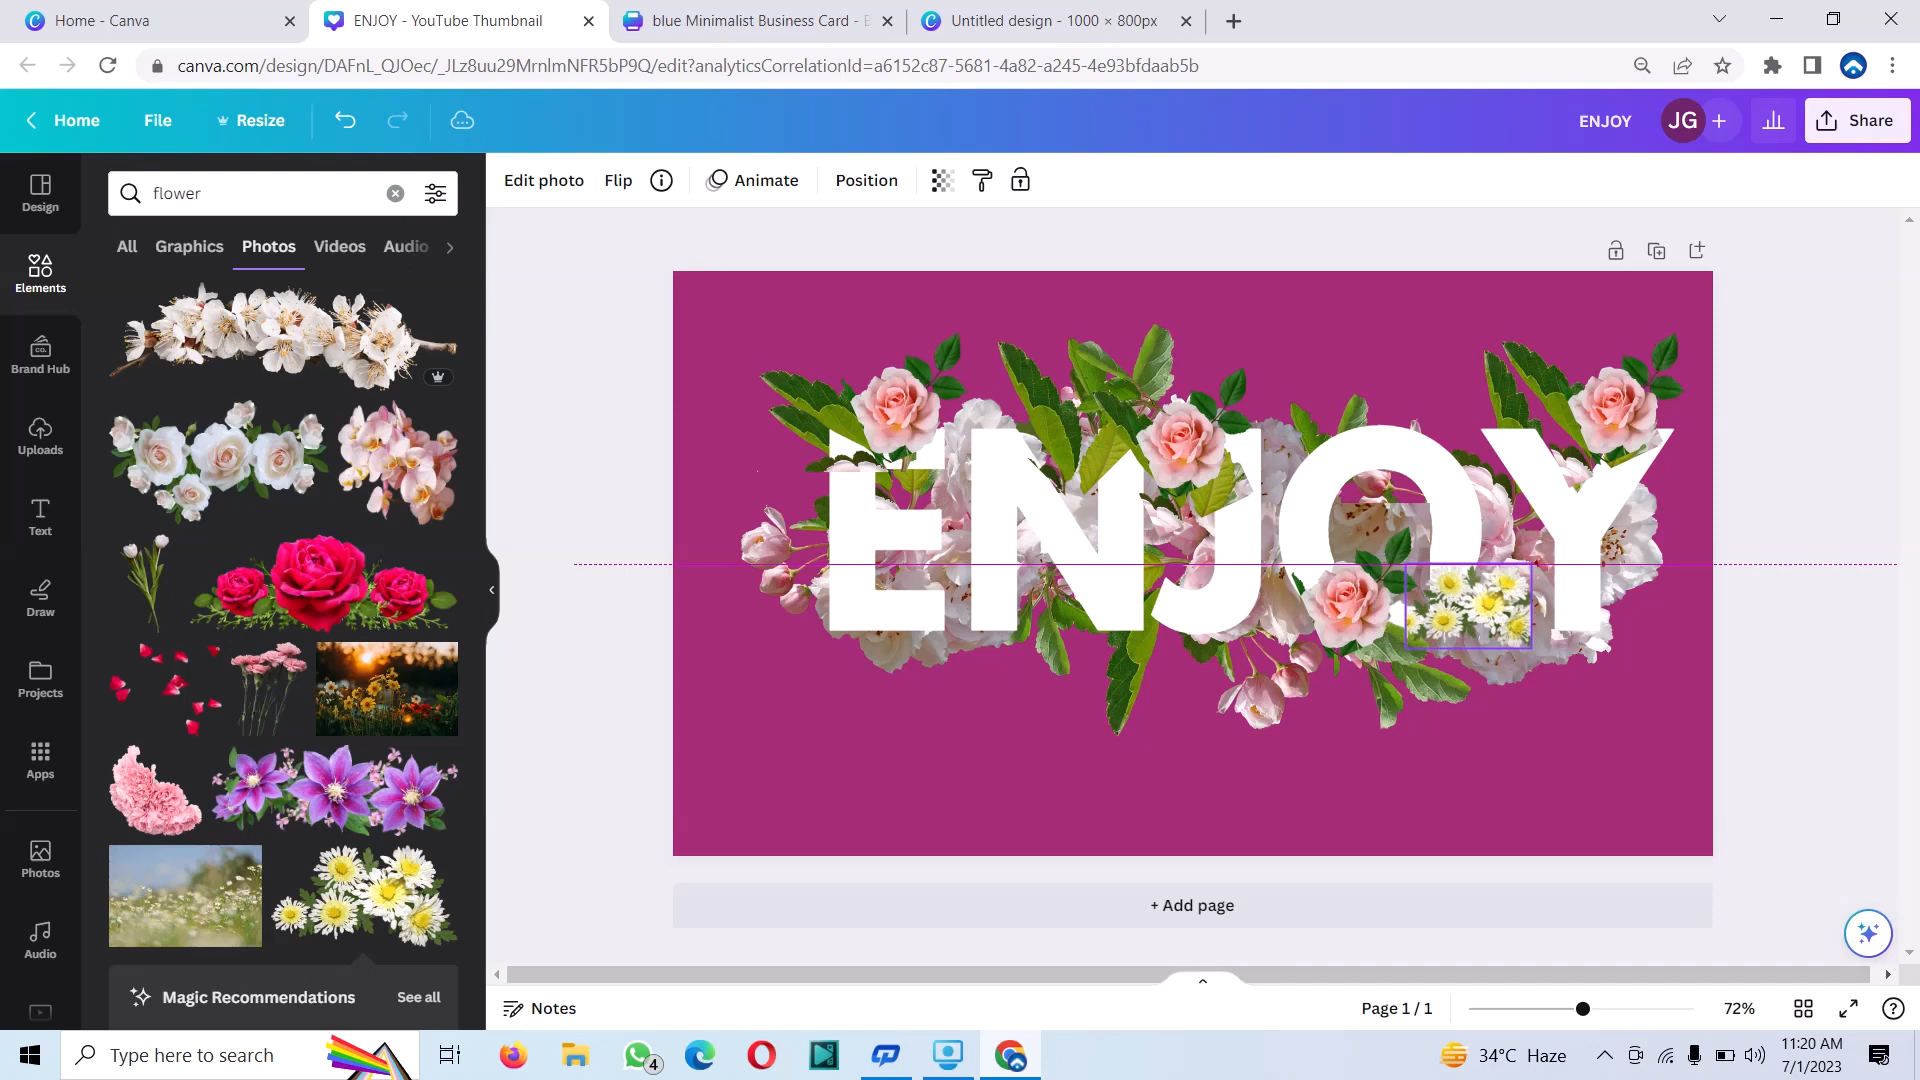 Home - Canva
ENJOY - YouTube Thumbnail
blue Minimalist Business Card - B
Untitled design - 1000 × 800px
canva.com/design/DAFnL_QJOec/_JLz8uu29MrnlmNFR5bP9Q/edit?analyticsCorrelationId=a6152c87-5681-4a82-a245-4e93bfdaab5b
Home
File
Resize
ENJOY
JG
Share
Design
Elements
Brand Hub
CO.
Uploads
Text
Draw
Projects
Apps
Photos
Audio
flower
All
Graphics
Photos
Videos
Audio
Magic Recommendations
See all
Edit photo
Flip
Animate
Position
ENJOY
+ Add page
Notes
Page 1 / 1
72%
Type here to search
4
34°C Haze
11:20 AM
7/1/2023